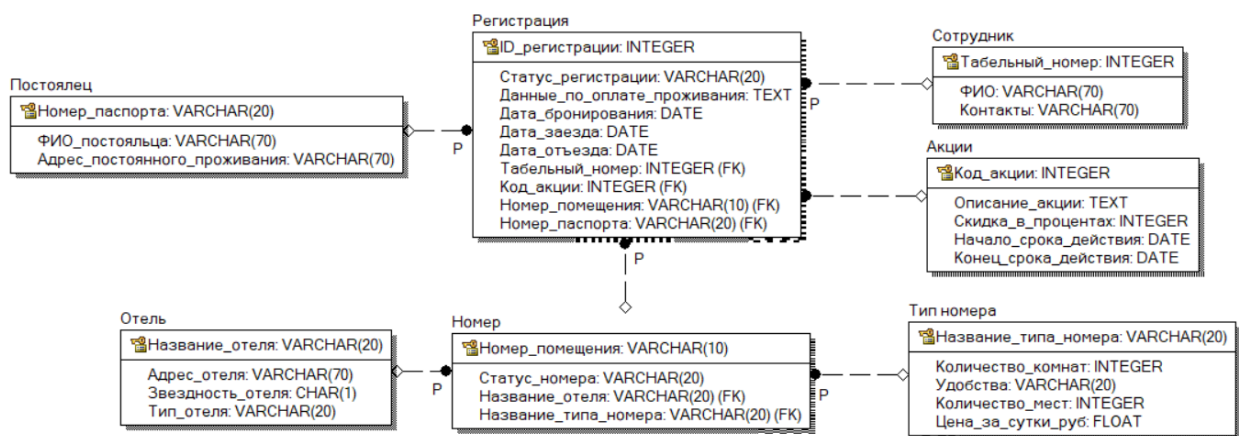 Регистрация
ID_регистрации: INTEGER
Статус_регистрации: VARCHAR(20)
Данные_по_оплате_проживания: TEXT
Дата_бронирования: DATE
Дата_заезда: DATE
Дата_отъезда: DATE
Табельный_номер: INTEGER (FK)
Код_акции: INTEGER (FK)
Номер_помещения: VARCHAR(10) (FK)
Номер_паспорта: VARCHAR(20) (FK)
Сотрудник
Табельный_номер: INTEGER
ФИО: VARCHAR(70)
Контакты: VARCHAR(70)
P
Постоялец
Номер_паспорта: VARCHAR(20)
ФИО_постояльца: VARCHAR(70)
Адрес_постоянного_проживания: VARCHAR(70)
P
Акции
Код_акции: INTEGER
Описание_акции: TEXT
Скидка_в_процентах: INTEGER
Начало_срока_действия: DATE
Конец_срока_действия: DATE
P
P
Отель
Название_отеля: VARCHAR(20)
Адрес_отеля: VARCHAR(70)
Звездность_отеля: CHAR(1)
Тип_отеля: VARCHAR(20)
P
Номер
Номер_помещения: VARCHAR(10)
Статус_номера: VARCHAR(20)
Название_отеля: VARCHAR(20) (FK)
Название_типа_номера: VARCHAR(20) (FK)
P
Тип номера
Название_типа_номера: VARCHAR(20)
Количество_комнат: INTEGER
Удобства: VARCHAR(20)
Количество_мест: INTEGER
Цена_за_сутки_руб: FLOAT